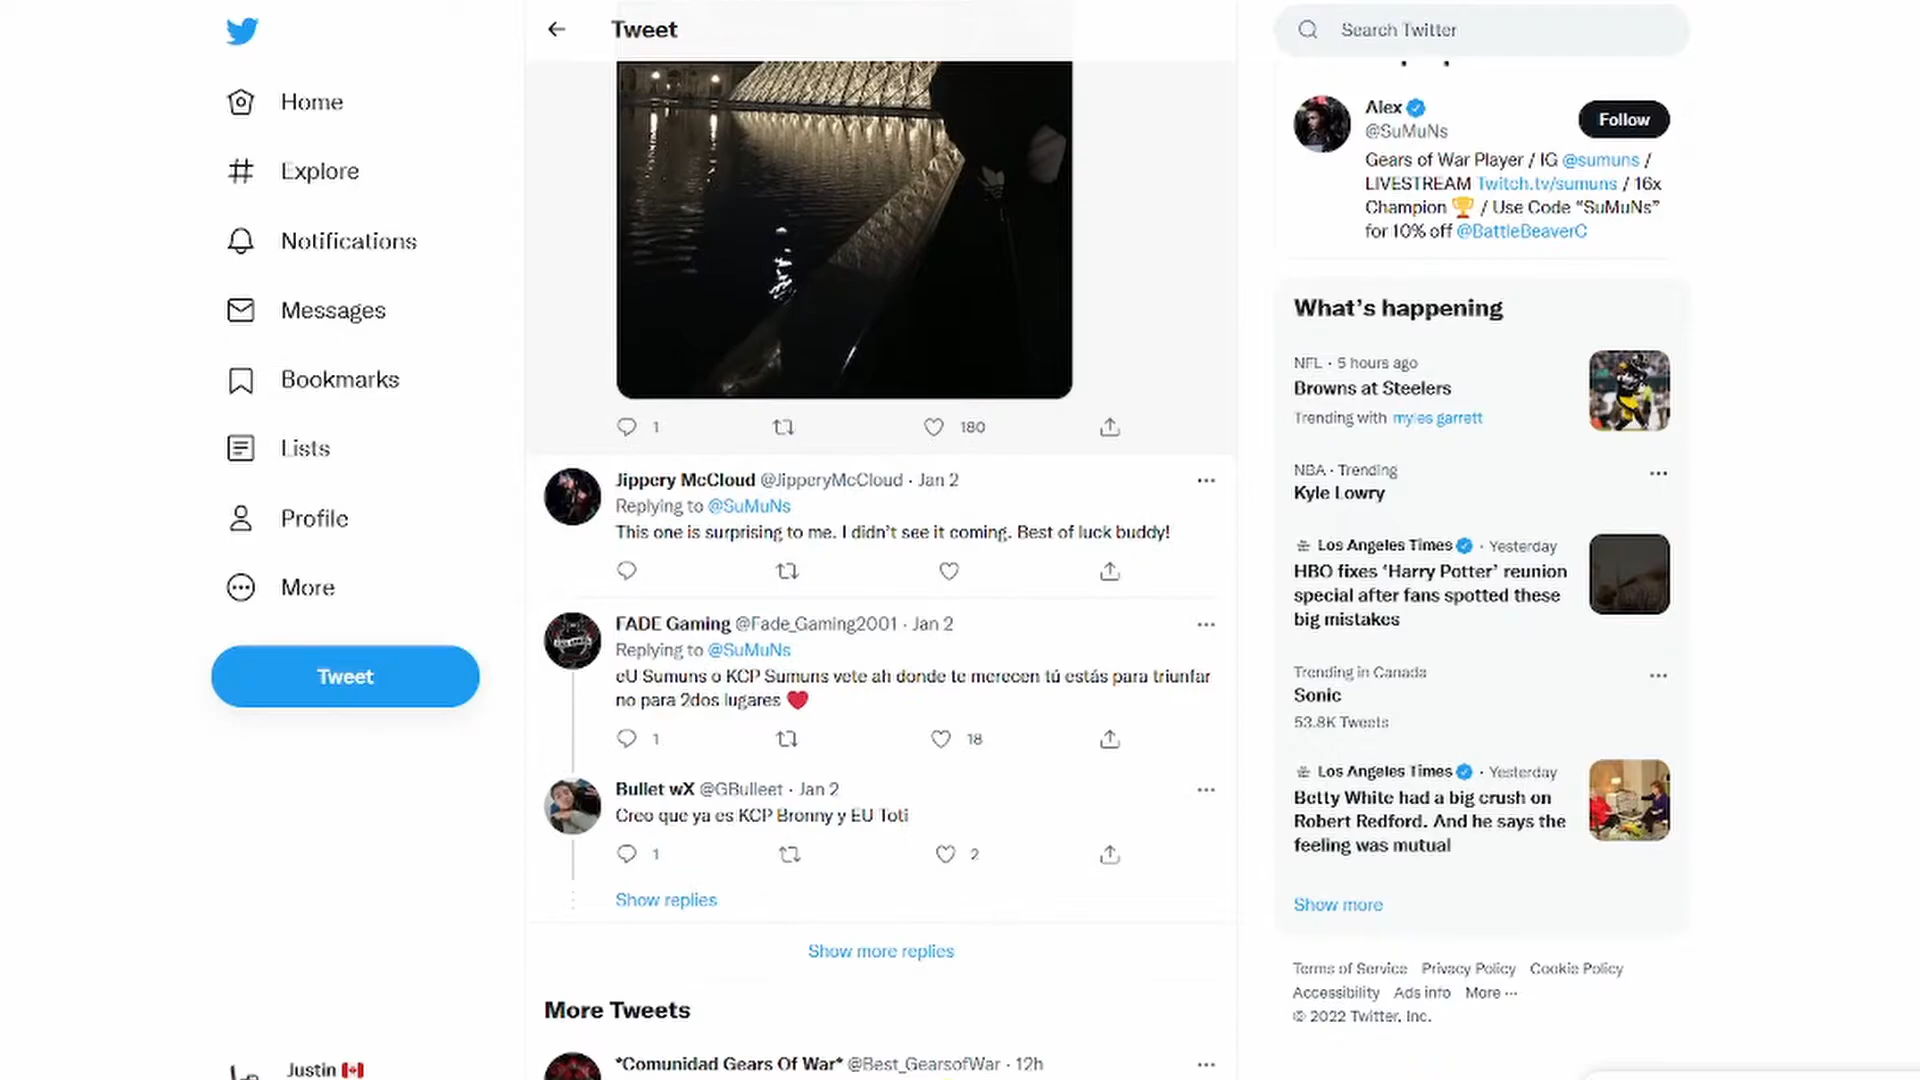 Home
Explore
Notifications
Messages
Bookmarks
Lists
Profile
More
Tweet
Justin 🇨🇦
Tweet
1
180
Jippery McCloud @JipperyMcCloud · Jan 2
Replying to @SuMuNs
This one is surprising to me. I didn't see it coming. Best of luck buddy!
FADE Gaming @Fade_Gaming2001 · Jan 2
Replying to @SuMuNs
eU Sumuns o KCP Sumuns vete ah donde te merecen tú estás para triunfar
no para 2dos lugares ❤️
1
18
Bullet wX @GBulleet · Jan 2
Creo que ya es KCP Bronny y EU Toti
1
2
Show replies
Show more replies
More Tweets
*Comunidad Gears Of War* @Best_GearsofWar · 12h
Search Twitter
Alex
@SuMuNs
Follow
Gears of War Player / IG @sumuns /
LIVESTREAM Twitch.tv/sumuns / 16x
Champion 🏆 / Use Code “SuMuNs”
for 10% off @BattleBeaverC
What's happening
NFL · 5 hours ago
Browns at Steelers
Trending with myles garrett
NBA · Trending
Kyle Lowry
Los Angeles Times · Yesterday
HBO fixes ‘Harry Potter’ reunion
special after fans spotted these
big mistakes
Trending in Canada
Sonic
53.8K Tweets
Los Angeles Times · Yesterday
Betty White had a big crush on
Robert Redford. And he says the
feeling was mutual
Show more
Terms of Service Privacy Policy Cookie Policy
Accessibility Ads info More ···
© 2022 Twitter, Inc.